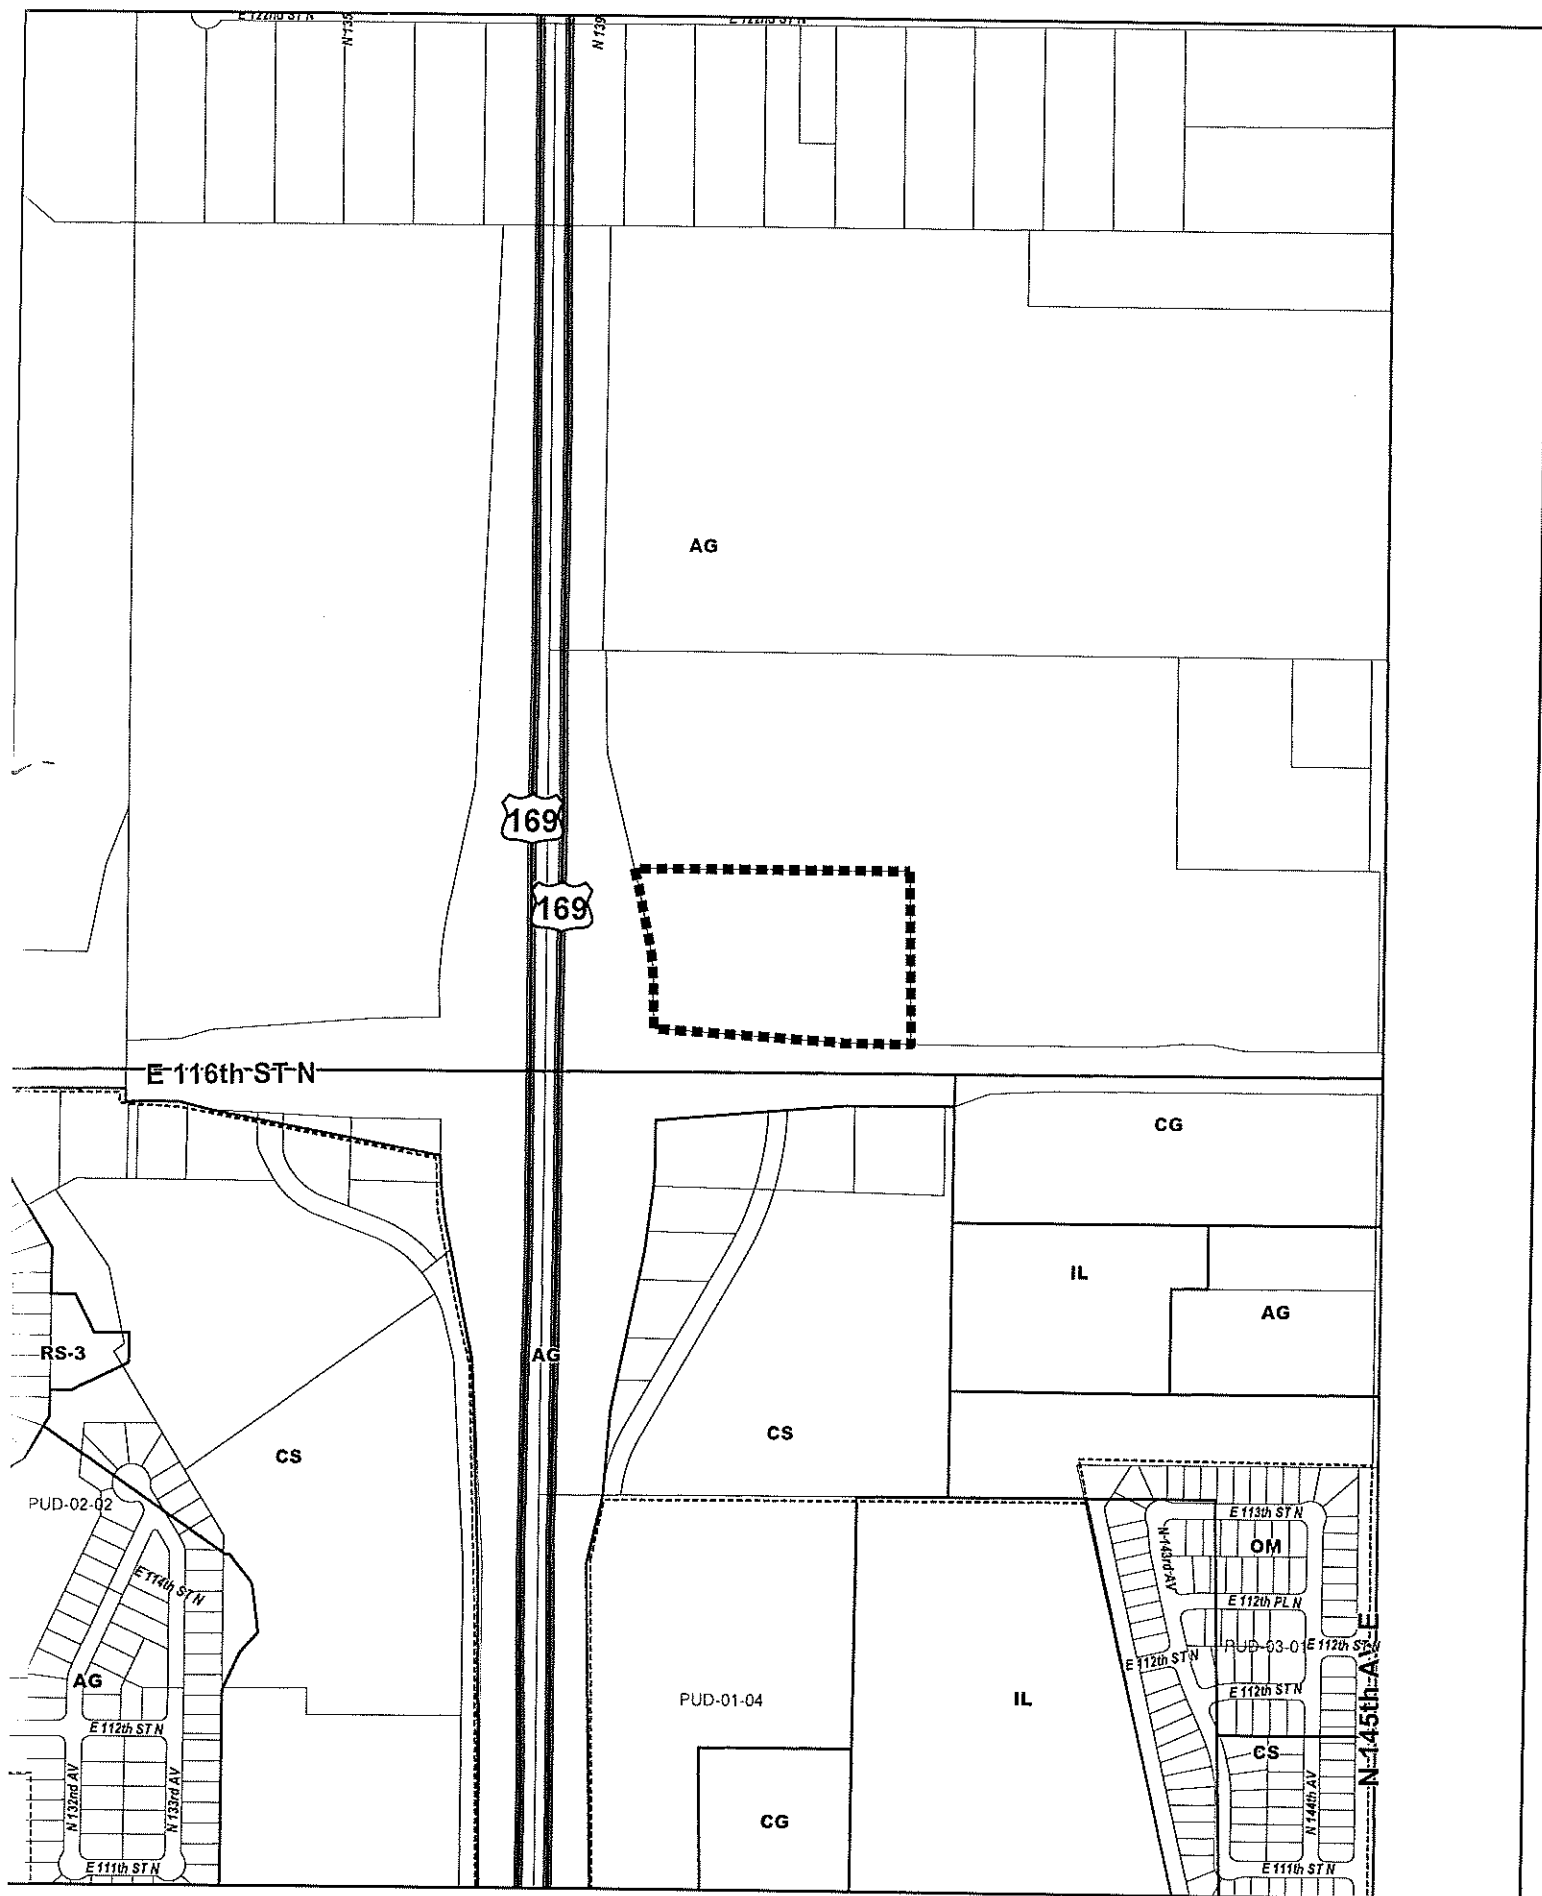 E 122nd ST N
N 135
N 139
E 122nd ST N
AG
169
169
E 116th ST N
CG
IL
AG
RS-3
AG
CS
CS
PUD-02-02
E 113th ST N
N 143rd AV
OM
E 114th ST N
E 112th PL N
PUD-03-01
E 112th ST N
E 112th ST N
AG
E 112th ST N
PUD-01-04
IL
N 145th AV E
E 112th ST N
CS
N 132nd AV
N 133rd AV
N 144th AV
CG
E 111th ST N
E 111th ST N